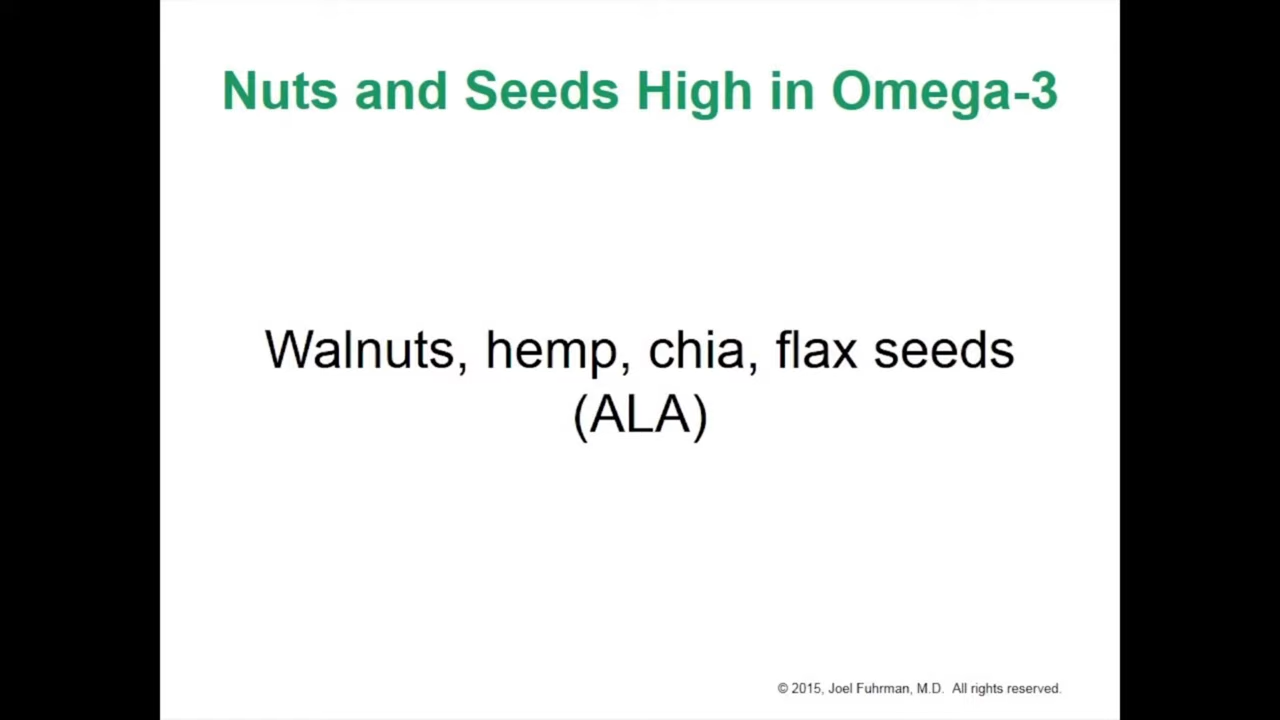 Nuts and Seeds High in Omega-3
Walnuts, hemp, chia, flax seeds
(ALA)
© 2015, Joel Fuhrman, M.D. All rights reserved.